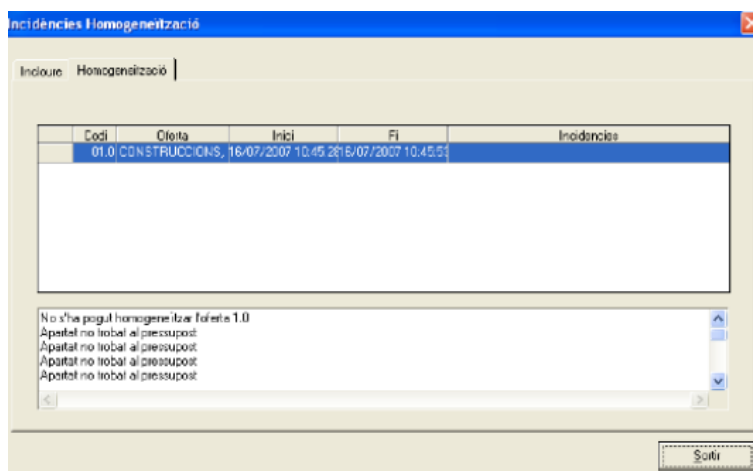 Incidències Homogeneïtzació
Incloure Homogeneïtzació
Codi Oferta Inici Fi Incidencies
01.0 CONSTRUCCIONS, 16/07/2007 10:45:28 16/07/2007 10:45:53
No s'ha pogut homogeneïtzar l'oferta 1.0
Apartat no trobat al pressupost
Apartat no trobat al pressupost
Apartat no trobat al pressupost
Apartat no trobat al pressupost
Sortir